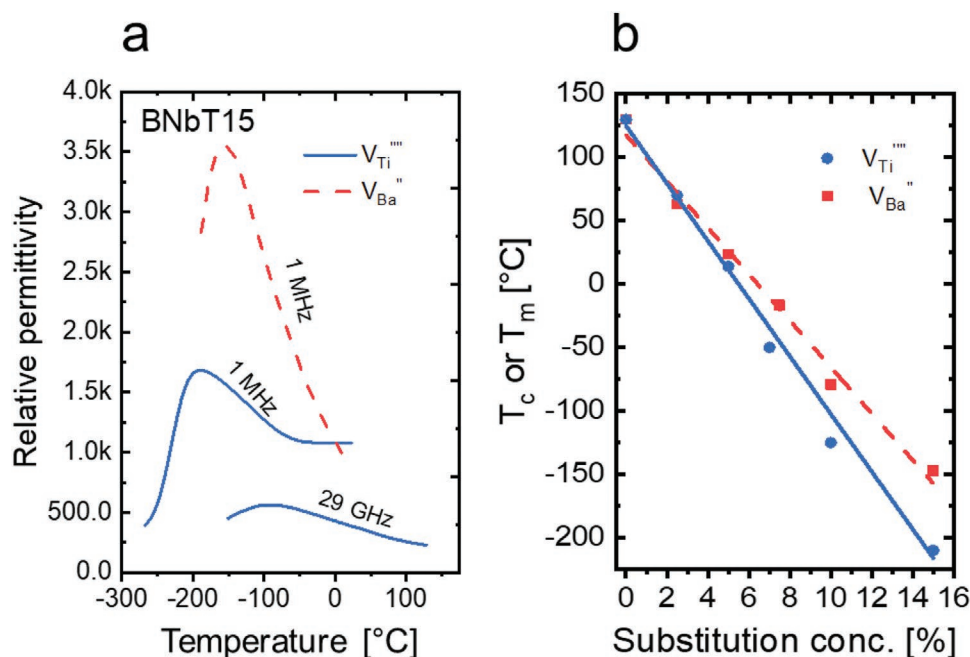 a
BNbT15
V_Ti''''
V_Ba''
1 MHz
1 MHz
29 GHz
4.0k
3.5k
3.0k
2.5k
2.0k
1.5k
1.0k
500.0
0.0
-300 -200 -100 0 100
Relative permittivity
Temperature [°C]
b
V_Ti''''
V_Ba''
150
100
50
0
-50
-100
-150
-200
0 2 4 6 8 10 12 14 16
T_c or T_m [°C]
Substitution conc. [%]